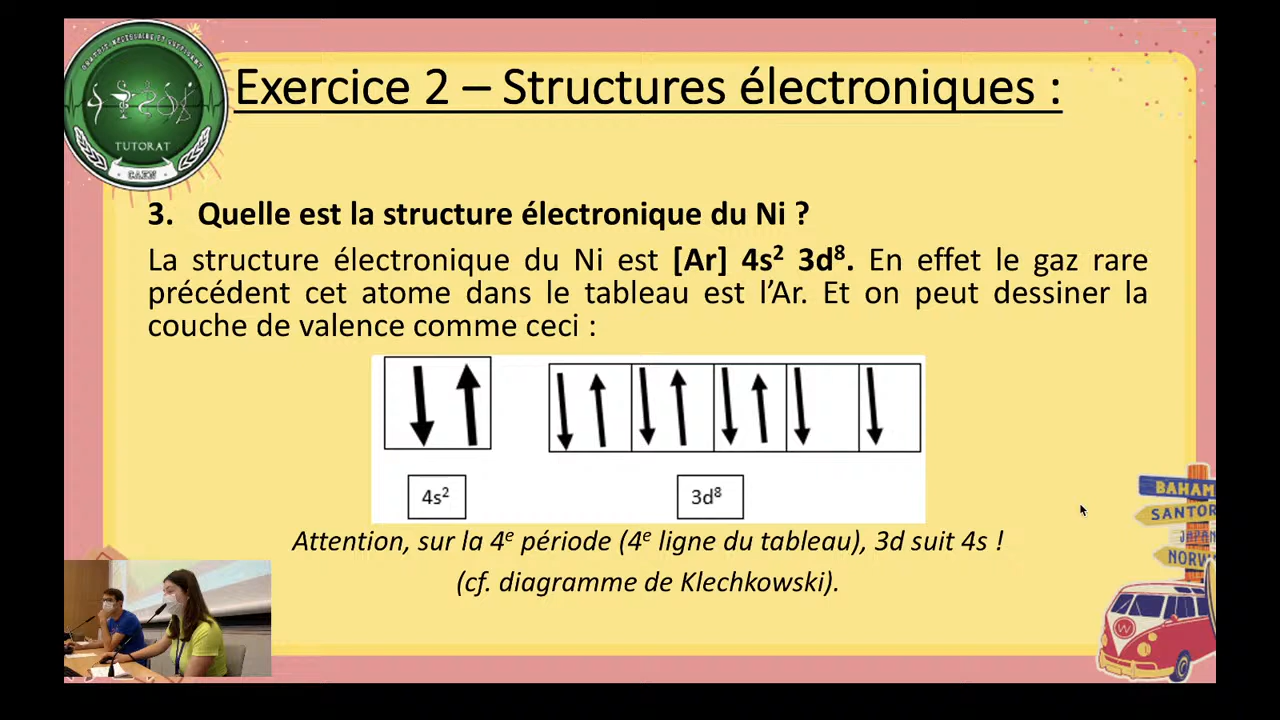 Exercice 2 – Structures électroniques :
TUTORAT
CAEN
3. Quelle est la structure électronique du Ni ?
La structure électronique du Ni est [Ar] 4s² 3d⁸. En effet le gaz rare
précédent cet atome dans le tableau est l’Ar. Et on peut dessiner la
couche de valence comme ceci :
4s²
3d⁸
Attention, sur la 4ᵉ période (4ᵉ ligne du tableau), 3d suit 4s !
(cf. diagramme de Klechkowski).
BAHAM
SANTOR
JAPAN
NORW
W